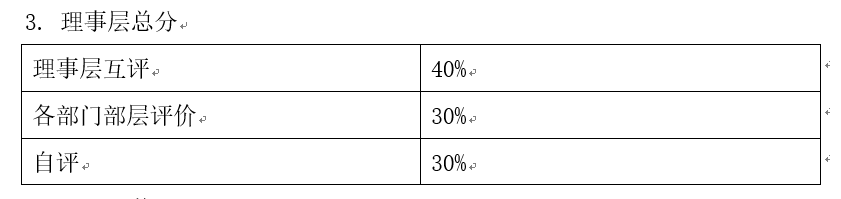 3. 理事层总分
理事层互评 40%
各部门部层评价 30%
自评 30%